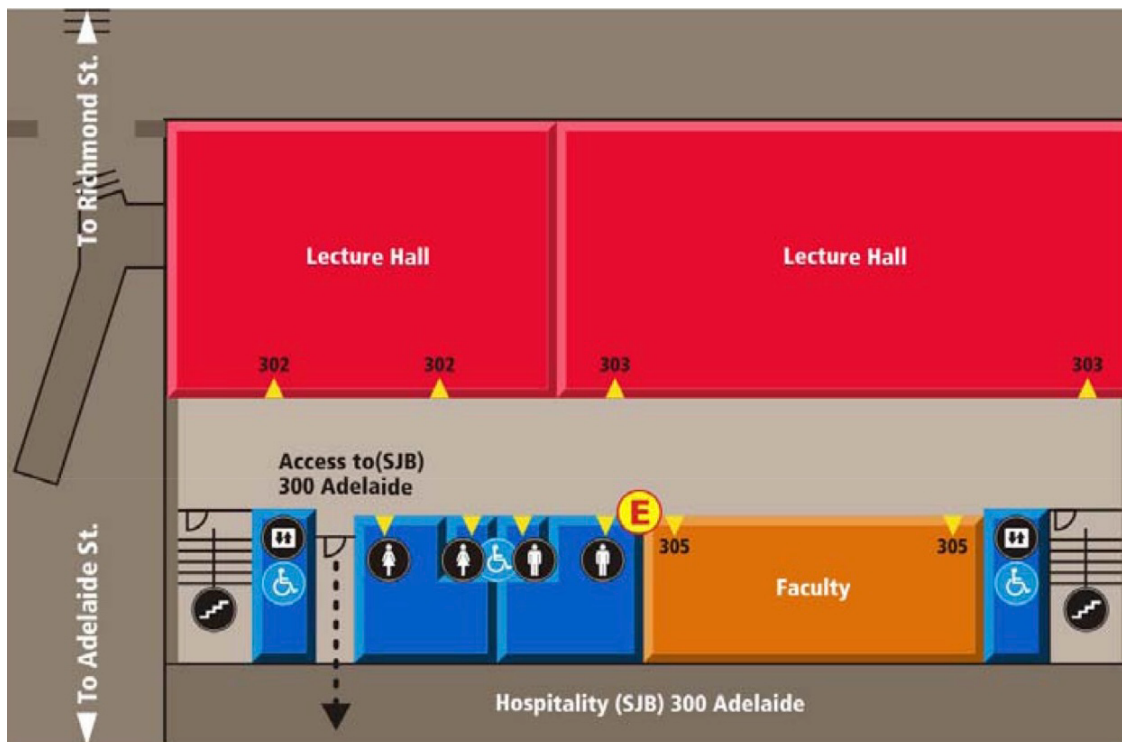 To Richmond St.
Lecture Hall
Lecture Hall
302
302
303
303
Access to(SJB)
300 Adelaide
E
305
305
Faculty
To Adelaide St.
Hospitality (SJB) 300 Adelaide